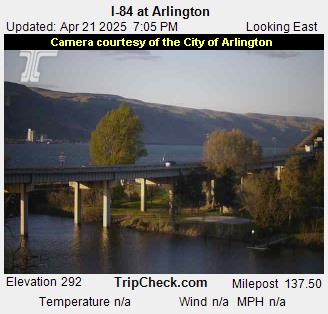 I-84 at Arlington
Updated: Apr 21 2025 7:05 PM Looking East
Camera courtesy of the City of Arlington
Elevation 292 TripCheck.com Milepost 137.50
Temperature n/a Wind n/a MPH n/a